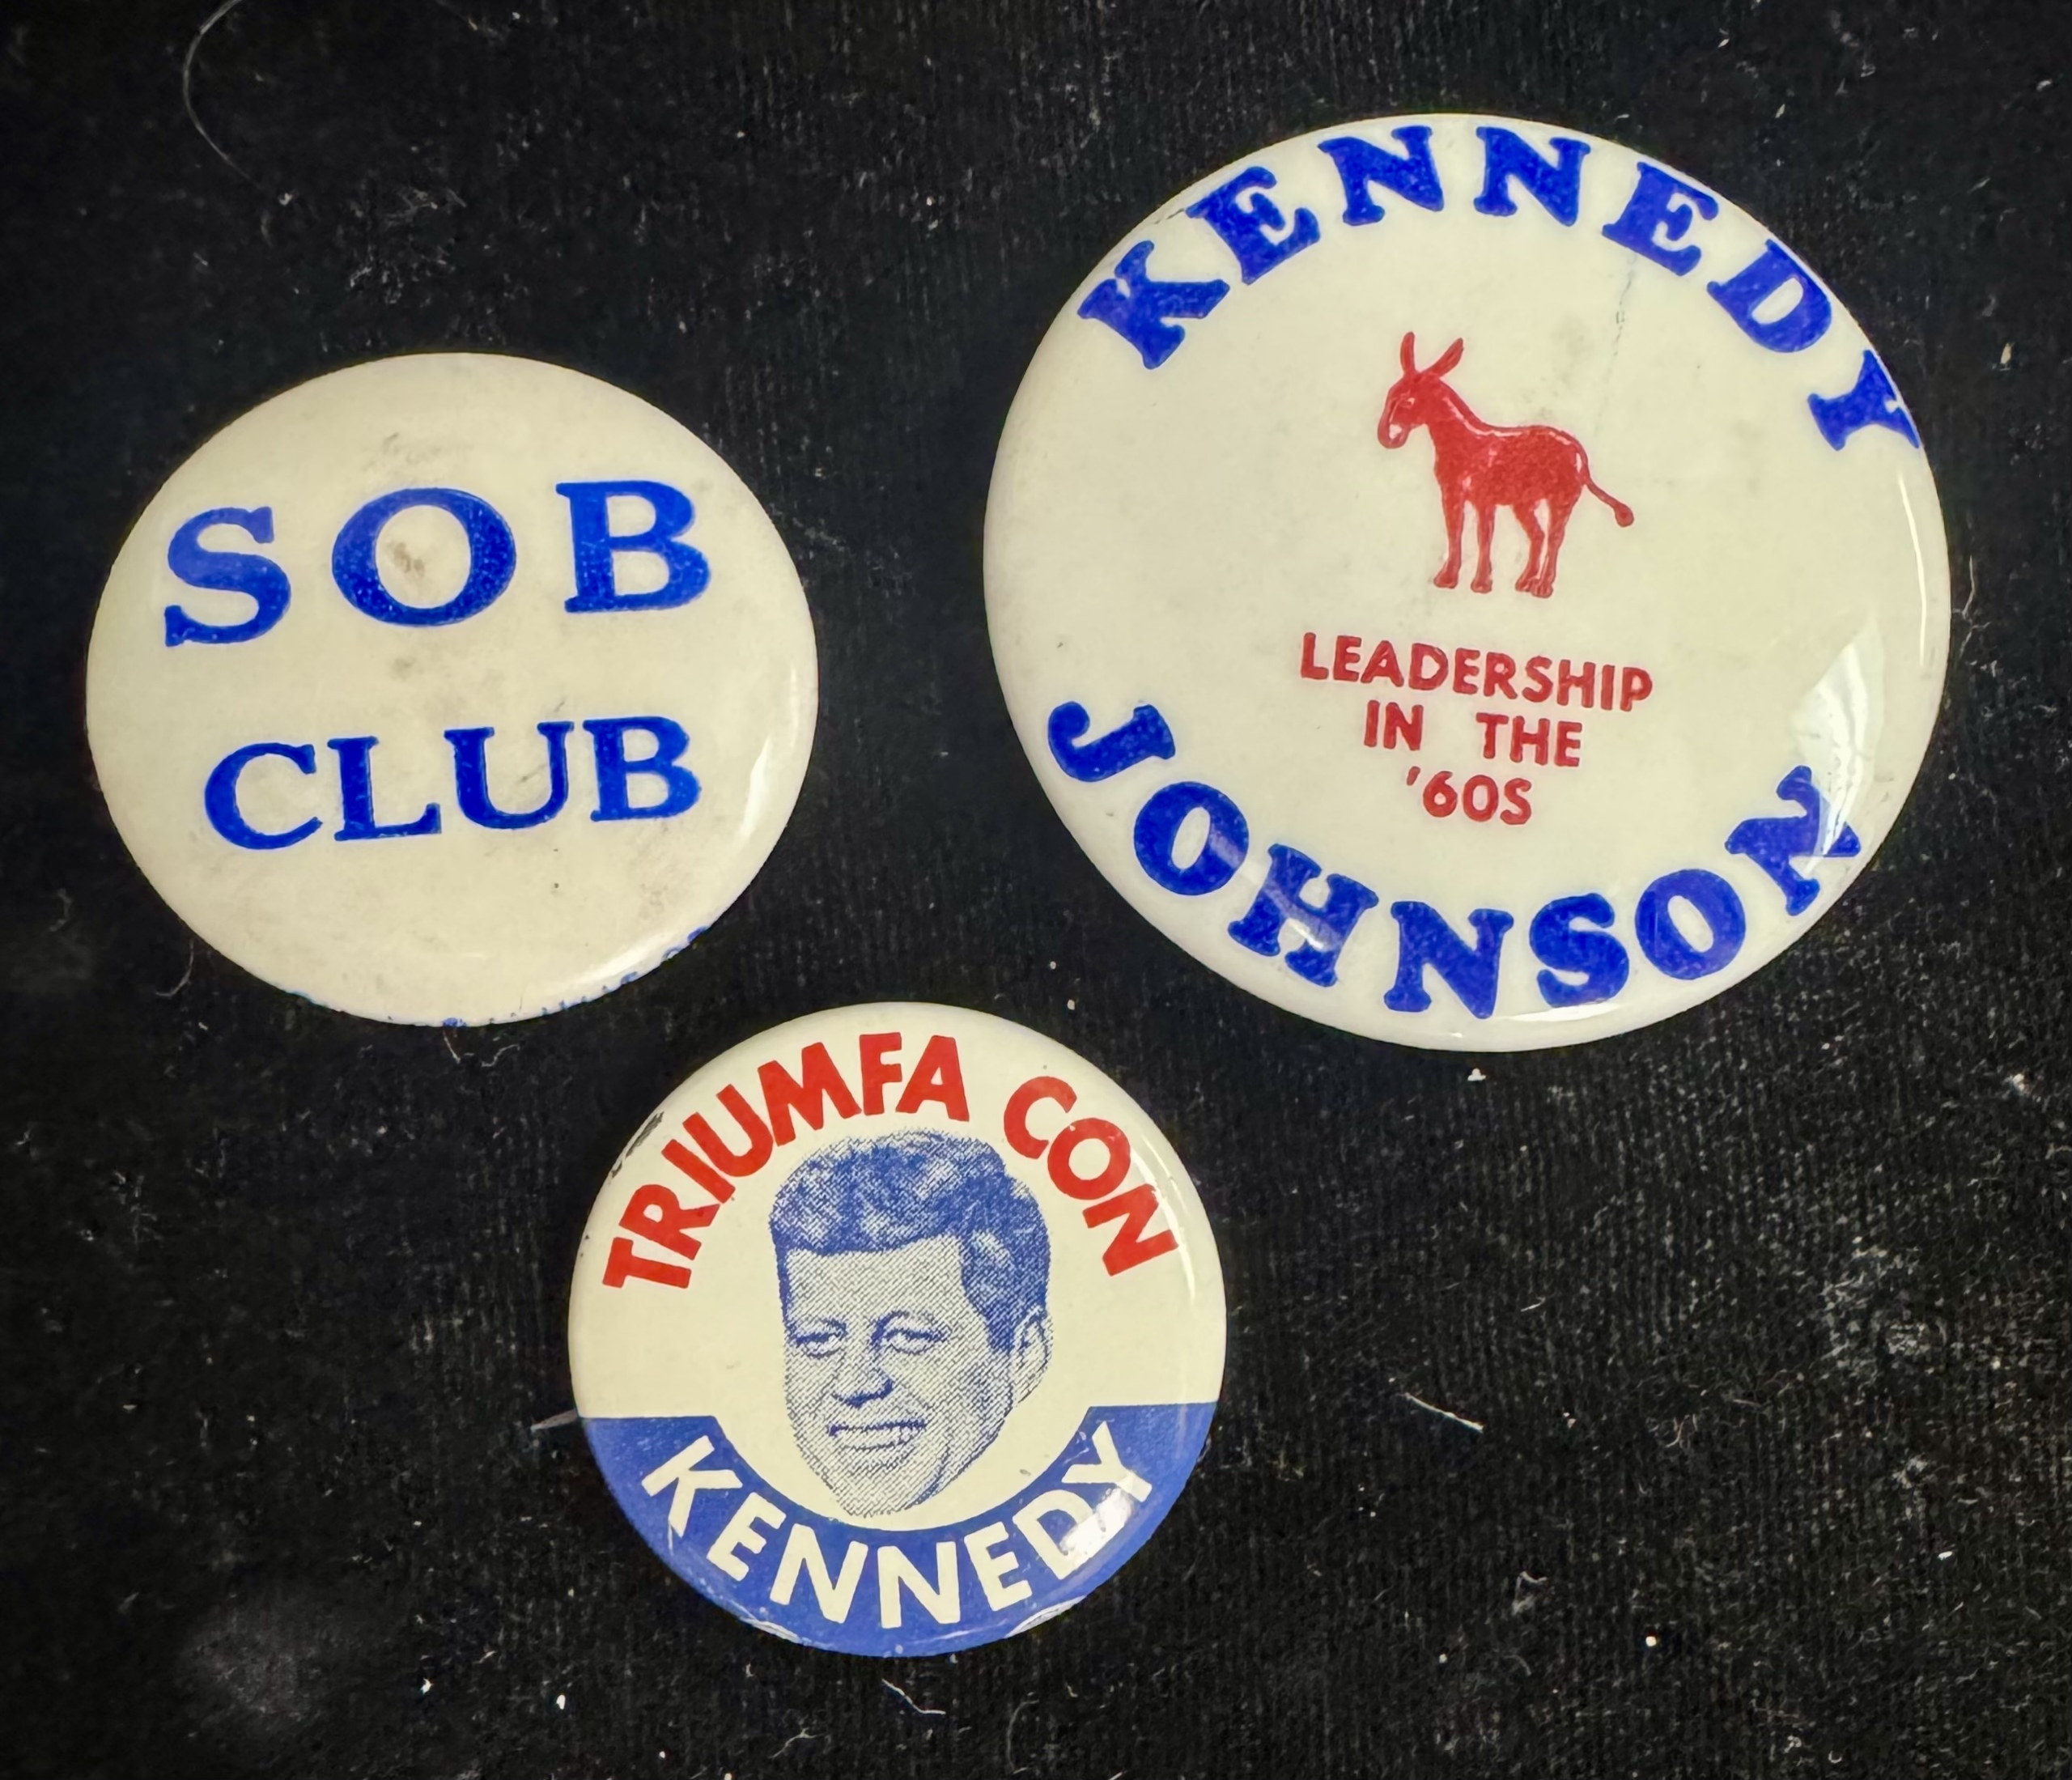 SOB
CLUB
KENNEDY
LEADERSHIP
IN THE
'60S
JOHNSON
TRIUMFA CON
KENNEDY